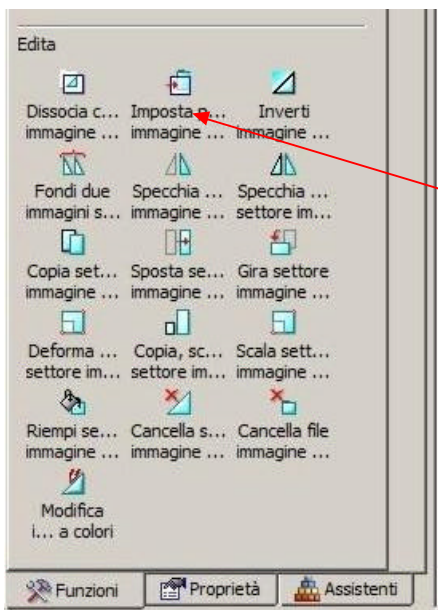 Edita
Dissocia c... Imposta p... Inverti
immagine ... immagine ... immagine ...
Fondi due Specchia ... Specchia ...
immagini s... immagine ... settore im...
Copia set... Sposta se... Gira settore
immagine ... immagine ... immagine ...
Deforma ... Copia, sc... Scala sett...
settore im... settore im... immagine ...
Riempi se... Cancella s... Cancella file
immagine ... immagine ... immagine ...
Modifica
i... a colori
Funzioni Proprietà Assistenti